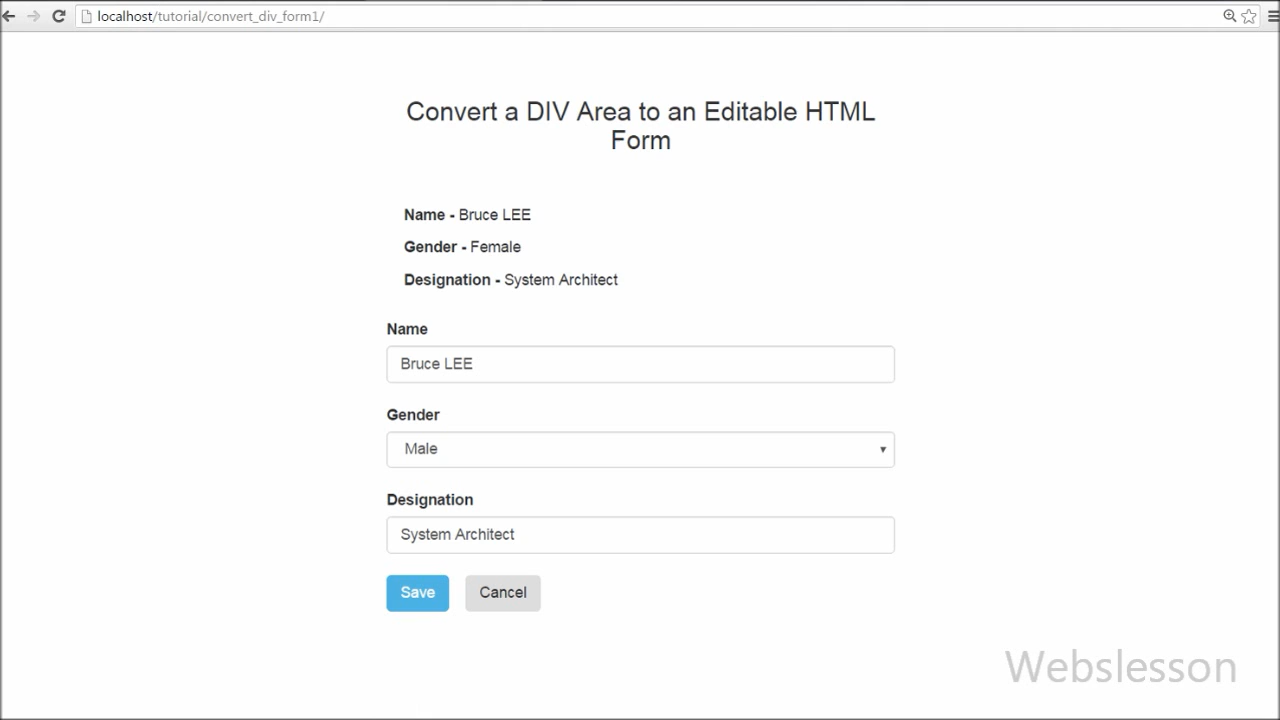 localhost/tutorial/convert_div_form1/
Convert a DIV Area to an Editable HTML
Form
Name - Bruce LEE
Gender - Female
Designation - System Architect
Name
Bruce LEE
Gender
Male
Designation
System Architect
Save Cancel
Webslesson